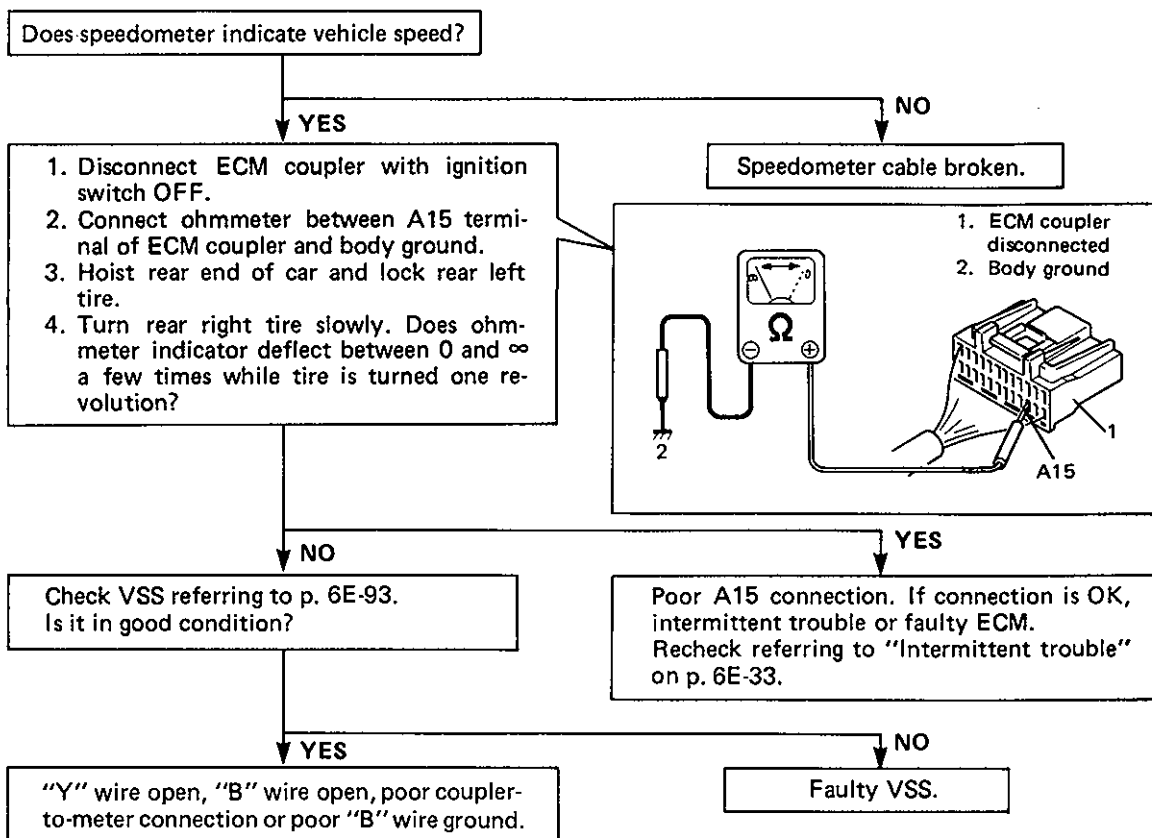 Does speedometer indicate vehicle speed?
YES
NO
1. Disconnect ECM coupler with ignition
switch OFF.
2. Connect ohmmeter between A15 termi-
nal of ECM coupler and body ground.
3. Hoist rear end of car and lock rear left
tire.
4. Turn rear right tire slowly. Does ohm-
meter indicator deflect between 0 and ∞
a few times while tire is turned one re-
volution?
Speedometer cable broken.
1. ECM coupler
disconnected
2. Body ground
∞
0
Ω
⊖
⊕
2
1
A15
NO
YES
Check VSS referring to p. 6E-93.
Is it in good condition?
Poor A15 connection. If connection is OK,
intermittent trouble or faulty ECM.
Recheck referring to "Intermittent trouble"
on p. 6E-33.
YES
NO
"Y" wire open, "B" wire open, poor coupler-
to-meter connection or poor "B" wire ground.
Faulty VSS.